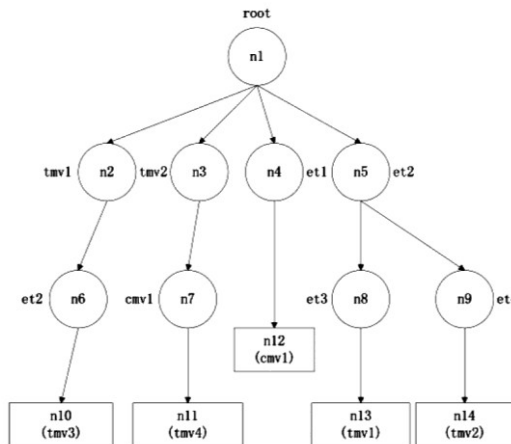 root
n1
tmv1 n2 tmv2 n3 n4 et1 n5 et2
et2 n6 cmv1 n7 et3 n8 n9 et
n12
(cmv1)
n10 n11 n13 n14
(tmv3) (tmv4) (tmv1) (tmv2)